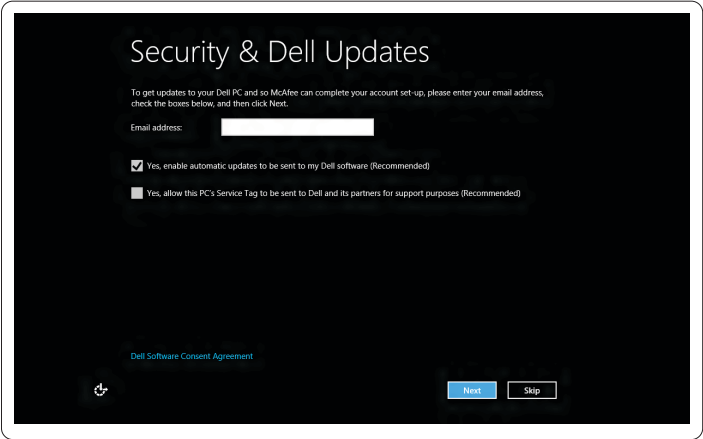 Security & Dell Updates
To get updates to your Dell PC and so McAfee can complete your account set-up, please enter your email address,
check the boxes below, and then click Next.
Email address:
Yes, enable automatic updates to be sent to my Dell software (Recommended)
Yes, allow this PC's Service Tag to be sent to Dell and its partners for support purposes (Recommended)
Dell Software Consent Agreement
Next Skip